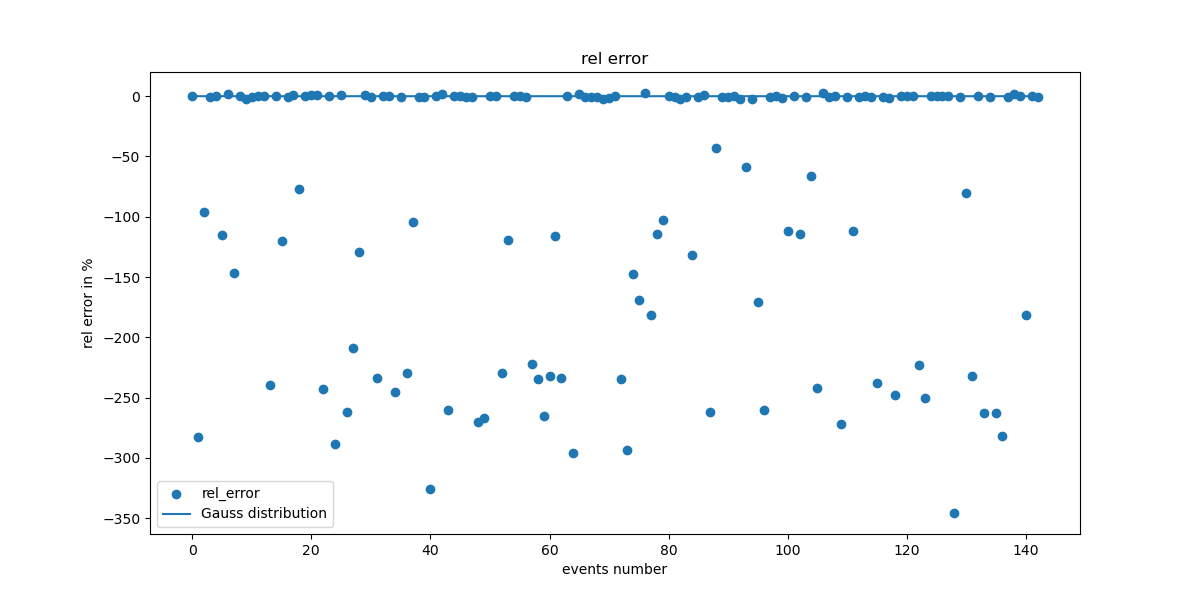 rel error
rel error in %
0
−50
−100
−150
−200
−250
−300
−350
rel_error
Gauss distribution
0 20 40 60 80 100 120 140
events number